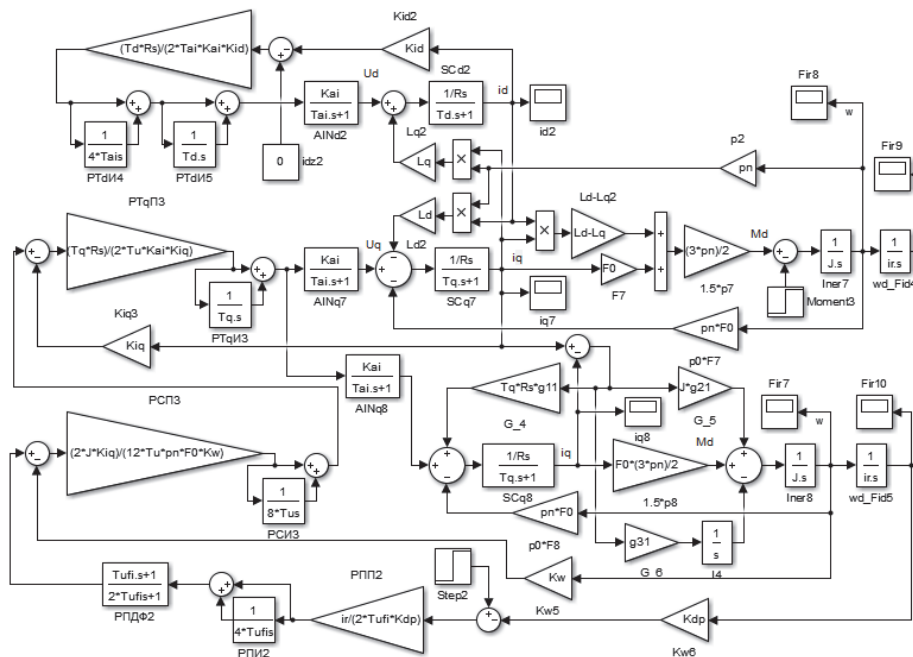 Kid2
(Td*Rs)/(2*Tai*Kai*Kid)
Kid
SCd2
Ud
id
Fir8
Kai
Tai.s+1
1/Rs
Td.s+1
w
Fir9
1
4*Tais
1
Td.s
AINd2
Lq2
id2
p2
РТdИ4
РТdИ5
0
idz2
Lq
pn
РТqП3
Ld
Ld-Lq2
(Tq*Rs)/(2*Tu*Kai*Kiq)
Uq
Ld2
iq
Ld-Lq
(3*pn)/2
Md
Kai
Tai.s+1
1/Rs
Tq.s+1
F0
1
J.s
1
ir.s
1
Tq.s
AINq7
SCq7
F7
1.5*p7
Iner7
wd_Fid4
Moment3
Kiq3
РТqИ3
iq7
pn*F0
Kiq
Kai
Tai.s+1
p0*F7
AINq8
Tq*Rs*g11
J*g21
Fir7
Fir10
РСП3
G_4
iq8
G_5
w
(2*J*Kiq)/(12*Tu*pn*F0*Kw)
1/Rs
Tq.s+1
iq
F0*(3*pn)/2
Md
1
J.s
1
ir.s
1
8*Tus
SCq8
1.5*p8
Iner8
wd_Fid5
РСИ3
pn*F0
g31
1
s
p0*F8
G_6
I4
РПП2
Kw
Tufi.s+1
2*Tufis+1
Step2
Kw5
РПДФ2
1
4*Tufis
ir/(2*Tufi*Kdp)
Kdp
РПИ2
Kw6